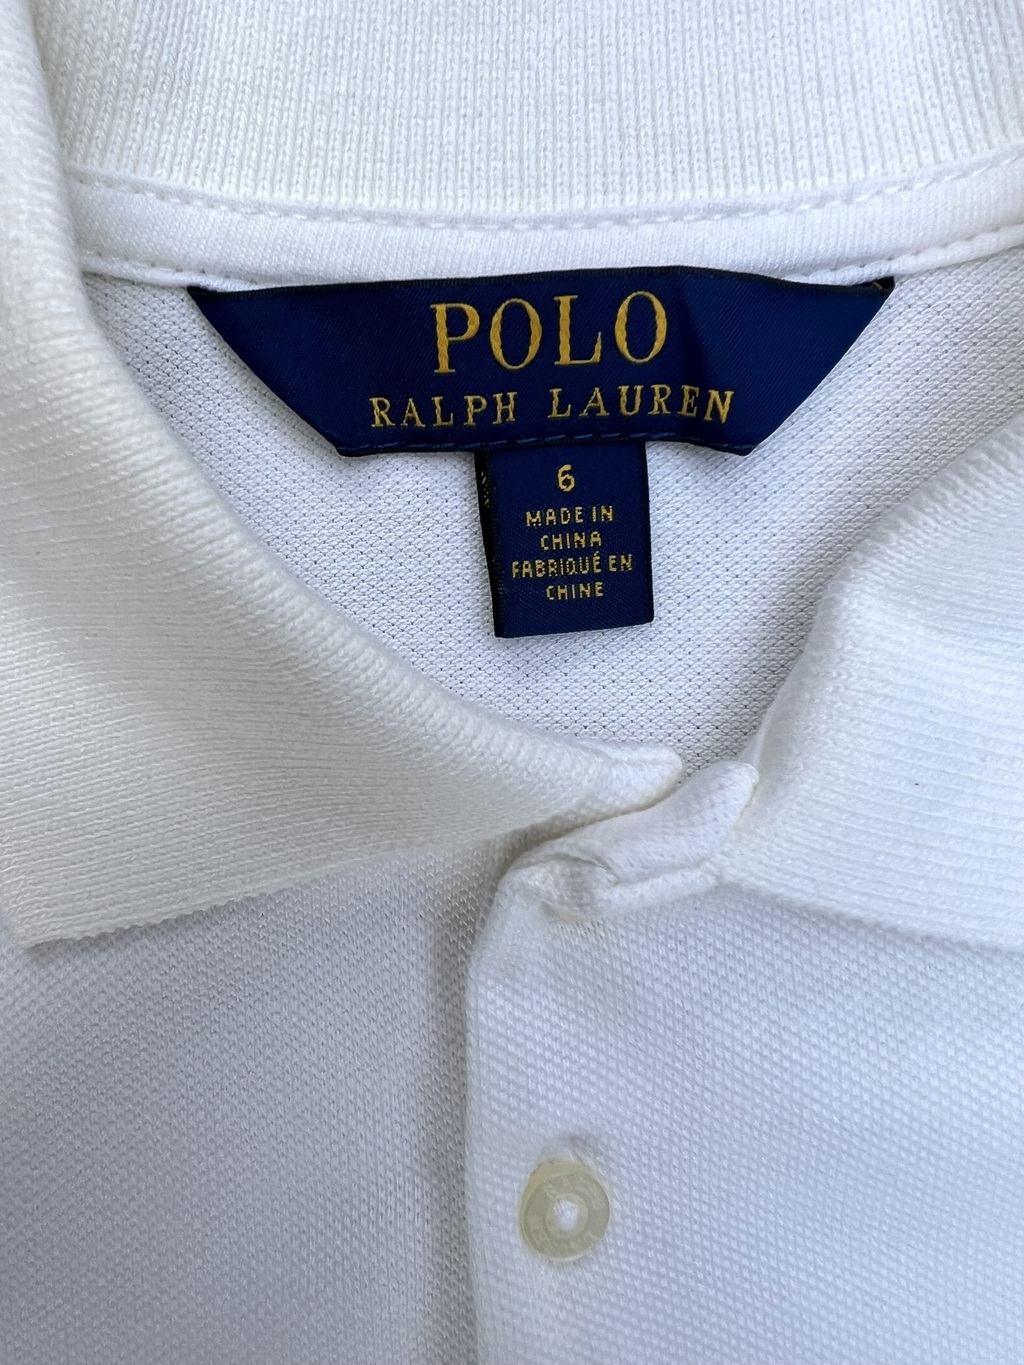 POLO
RALPH LAUREN
6
MADE IN
CHINA
FABRIQUÉ EN
CHINE